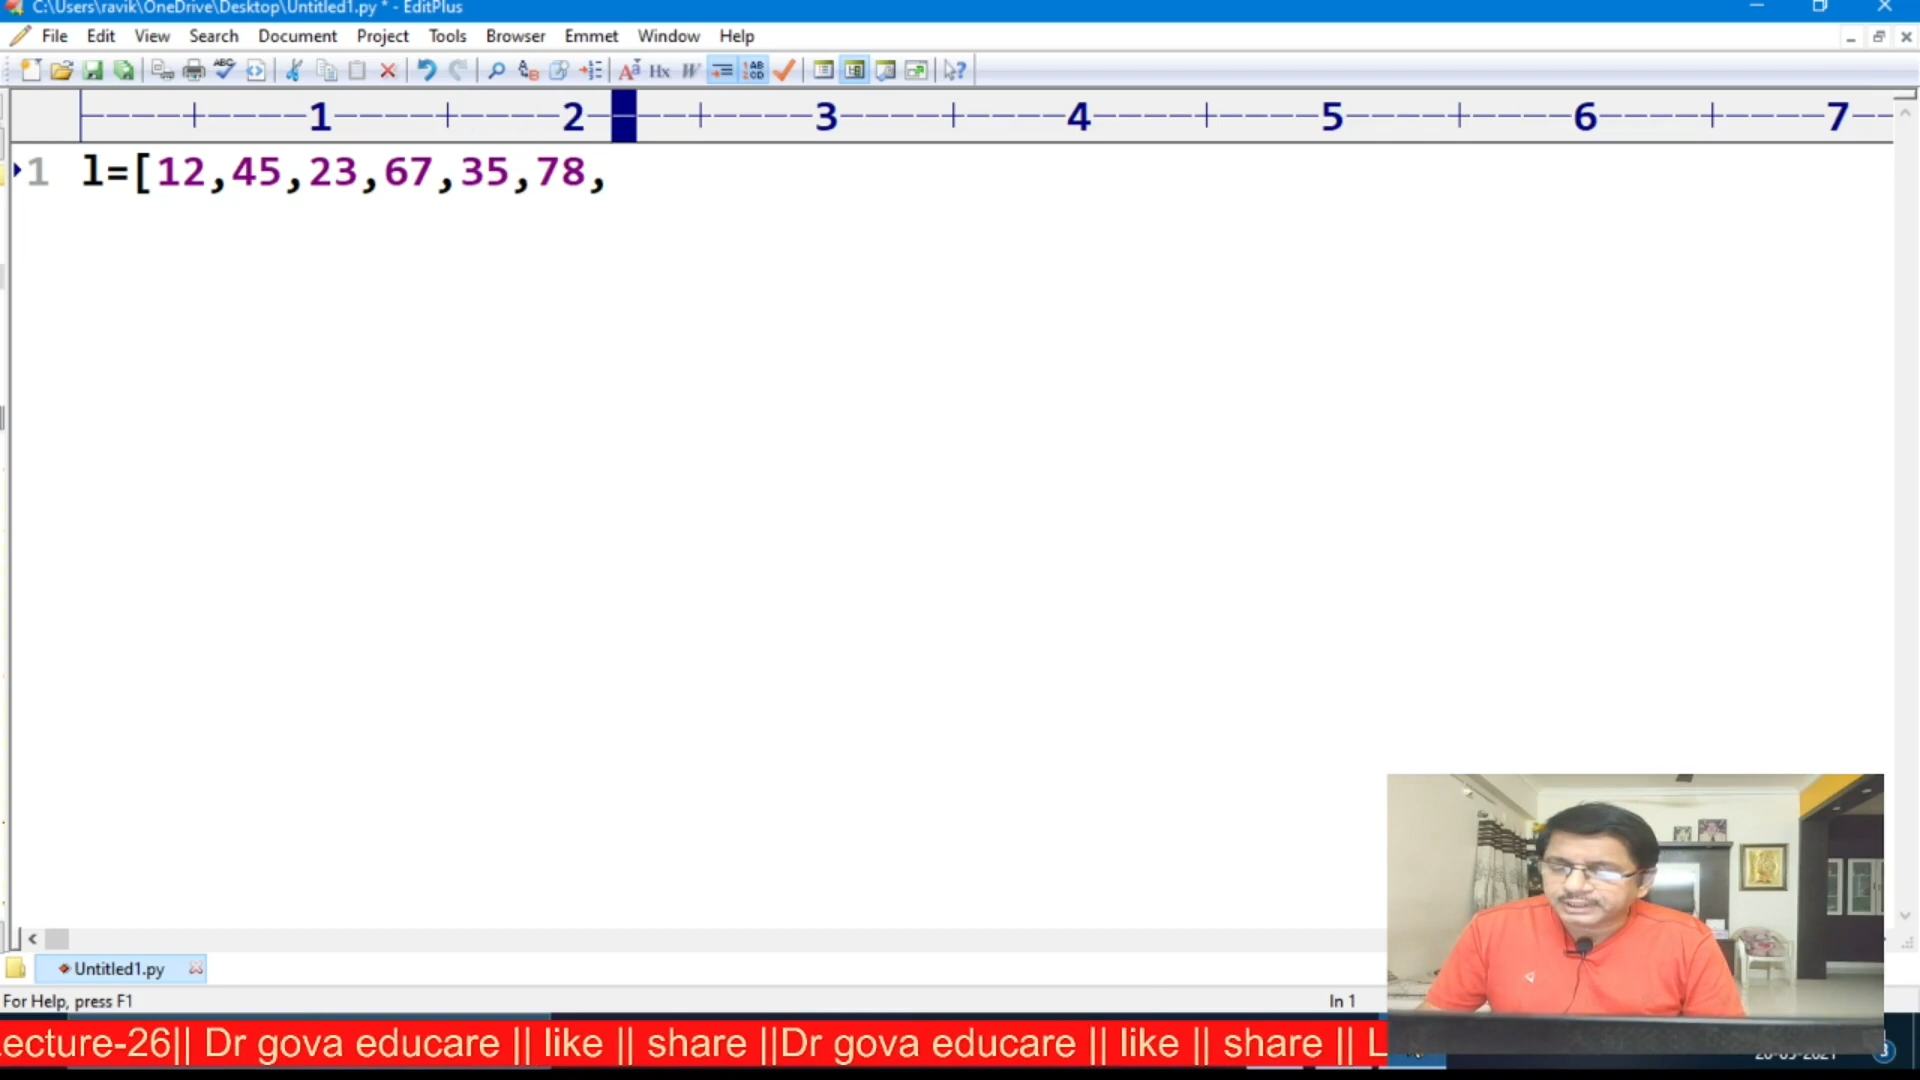 C:\Users\ravik\OneDrive\Desktop\Untitled1.py * - EditPlus
File Edit View Search Document Project Tools Browser Emmet Window Help
1 2 3 4 5 6 7
1 l=[12,45,23,67,35,78,
Untitled1.py
For Help, press F1
ln 1
ecture-26|| Dr gova educare || like || share ||Dr gova educare || like || share || L